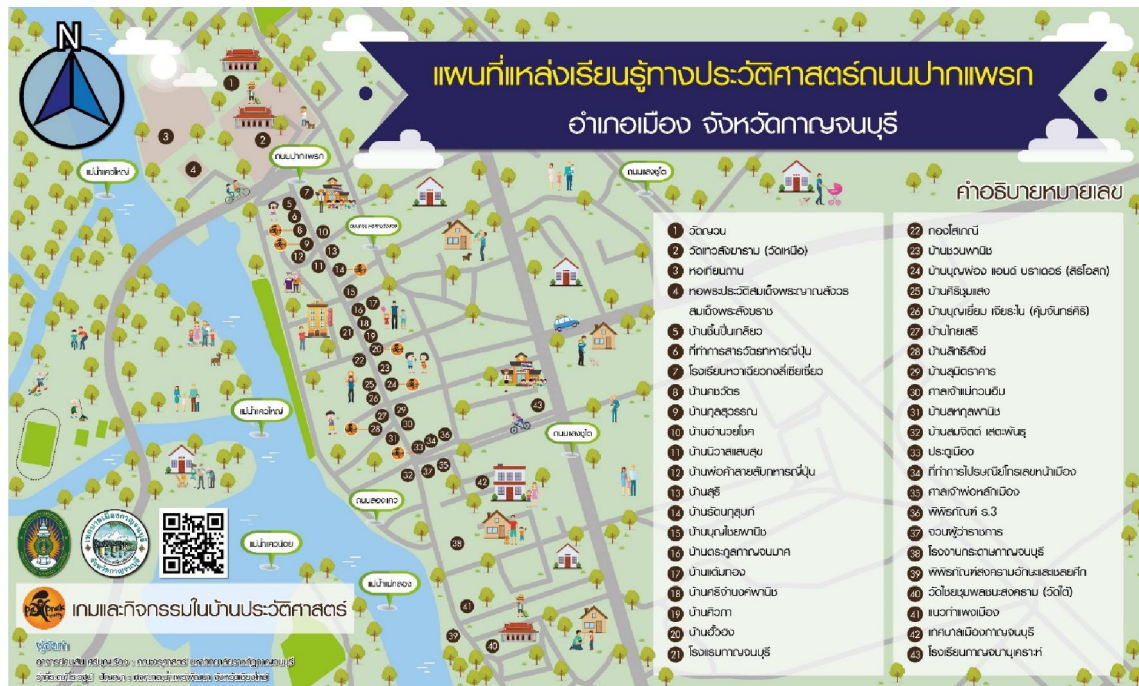 N
แผนที่แหล่งเรียนรู้ทางประวัติศาสตร์ถนนปากแพรก
อำเภอเมือง จังหวัดกาญจนบุรี
แม่น้ำแควใหญ่
ถนนปากแพรก
ถนนแสงชูโต
แม่น้ำแควใหญ่
ถนนแสงชูโต
ถนนสองแคว
แม่น้ำแควน้อย
แม่น้ำแม่กลอง
คำอธิบายหมายเลข
1 วัดญวน
2 วัดเทวสังฆาราม (วัดเหนือ)
3 หอเทียนกาน
4 หอพระประวัติสมเด็จพระญาณสังวร
สมเด็จพระสังฆราช
5 บ้านชิ้นปิ่นเกลียว
6 ที่ทำการสารวัตรทหารญี่ปุ่น
7 โรงเรียนหวาเฉียวกงลี่เซียะเซี่ยว
8 บ้านคชวัตร
9 บ้านกุลสุวรรณ
10 บ้านอำนวยโชค
11 บ้านนิวาสแสนสุข
12 บ้านพ่อค้าสายลับทหารญี่ปุ่น
13 บ้านสุธี
14 บ้านรัตนกุสุมภ์
15 บ้านบุญไชยพานิช
16 บ้านตระกูลกาญจนมาศ
17 บ้านแต้มทอง
18 บ้านศรีจำนงค์พานิช
19 บ้านศิวภา
20 บ้านฮั้วฮง
21 โรงแรมกาญจนบุรี
22 กองโสเภณี
23 บ้านชวนพานิช
24 บ้านบุญผ่อง แอนด์ บราเดอร์ (สิริโอสถ)
25 บ้านคีรีชุมแสง
26 บ้านบุญเยี่ยม เจียระไน (คุ้มจันทร์ศิริ)
27 บ้านไทยเสรี
28 บ้านสิทธิสังข์
29 บ้านสุมิตราคาร
30 ศาลเจ้าแม่กวนอิม
31 บ้านสหกุลพานิช
32 บ้านสมจิตต์ เสตะพันธุ
33 ประตูเมือง
34 ที่ทำการไปรษณีย์โทรเลขหน้าเมือง
35 ศาลเจ้าพ่อหลักเมือง
36 พิพิธภัณฑ์ ร.3
37 จวนผู้ว่าราชการ
38 โรงงานกระดาษกาญจนบุรี
39 พิพิธภัณฑ์สงครามอักษะและเชลยศึก
40 วัดไชยชุมพลชนะสงคราม (วัดใต้)
41 แนวกำแพงเมือง
42 เทศบาลเมืองกาญจนบุรี
43 โรงเรียนกาญจนานุเคราะห์
เทศบาลเมืองกาญจนบุรี
จังหวัดกาญจนบุรี
เกมและกิจกรรมในบ้านประวัติศาสตร์
ผู้จัดทำ